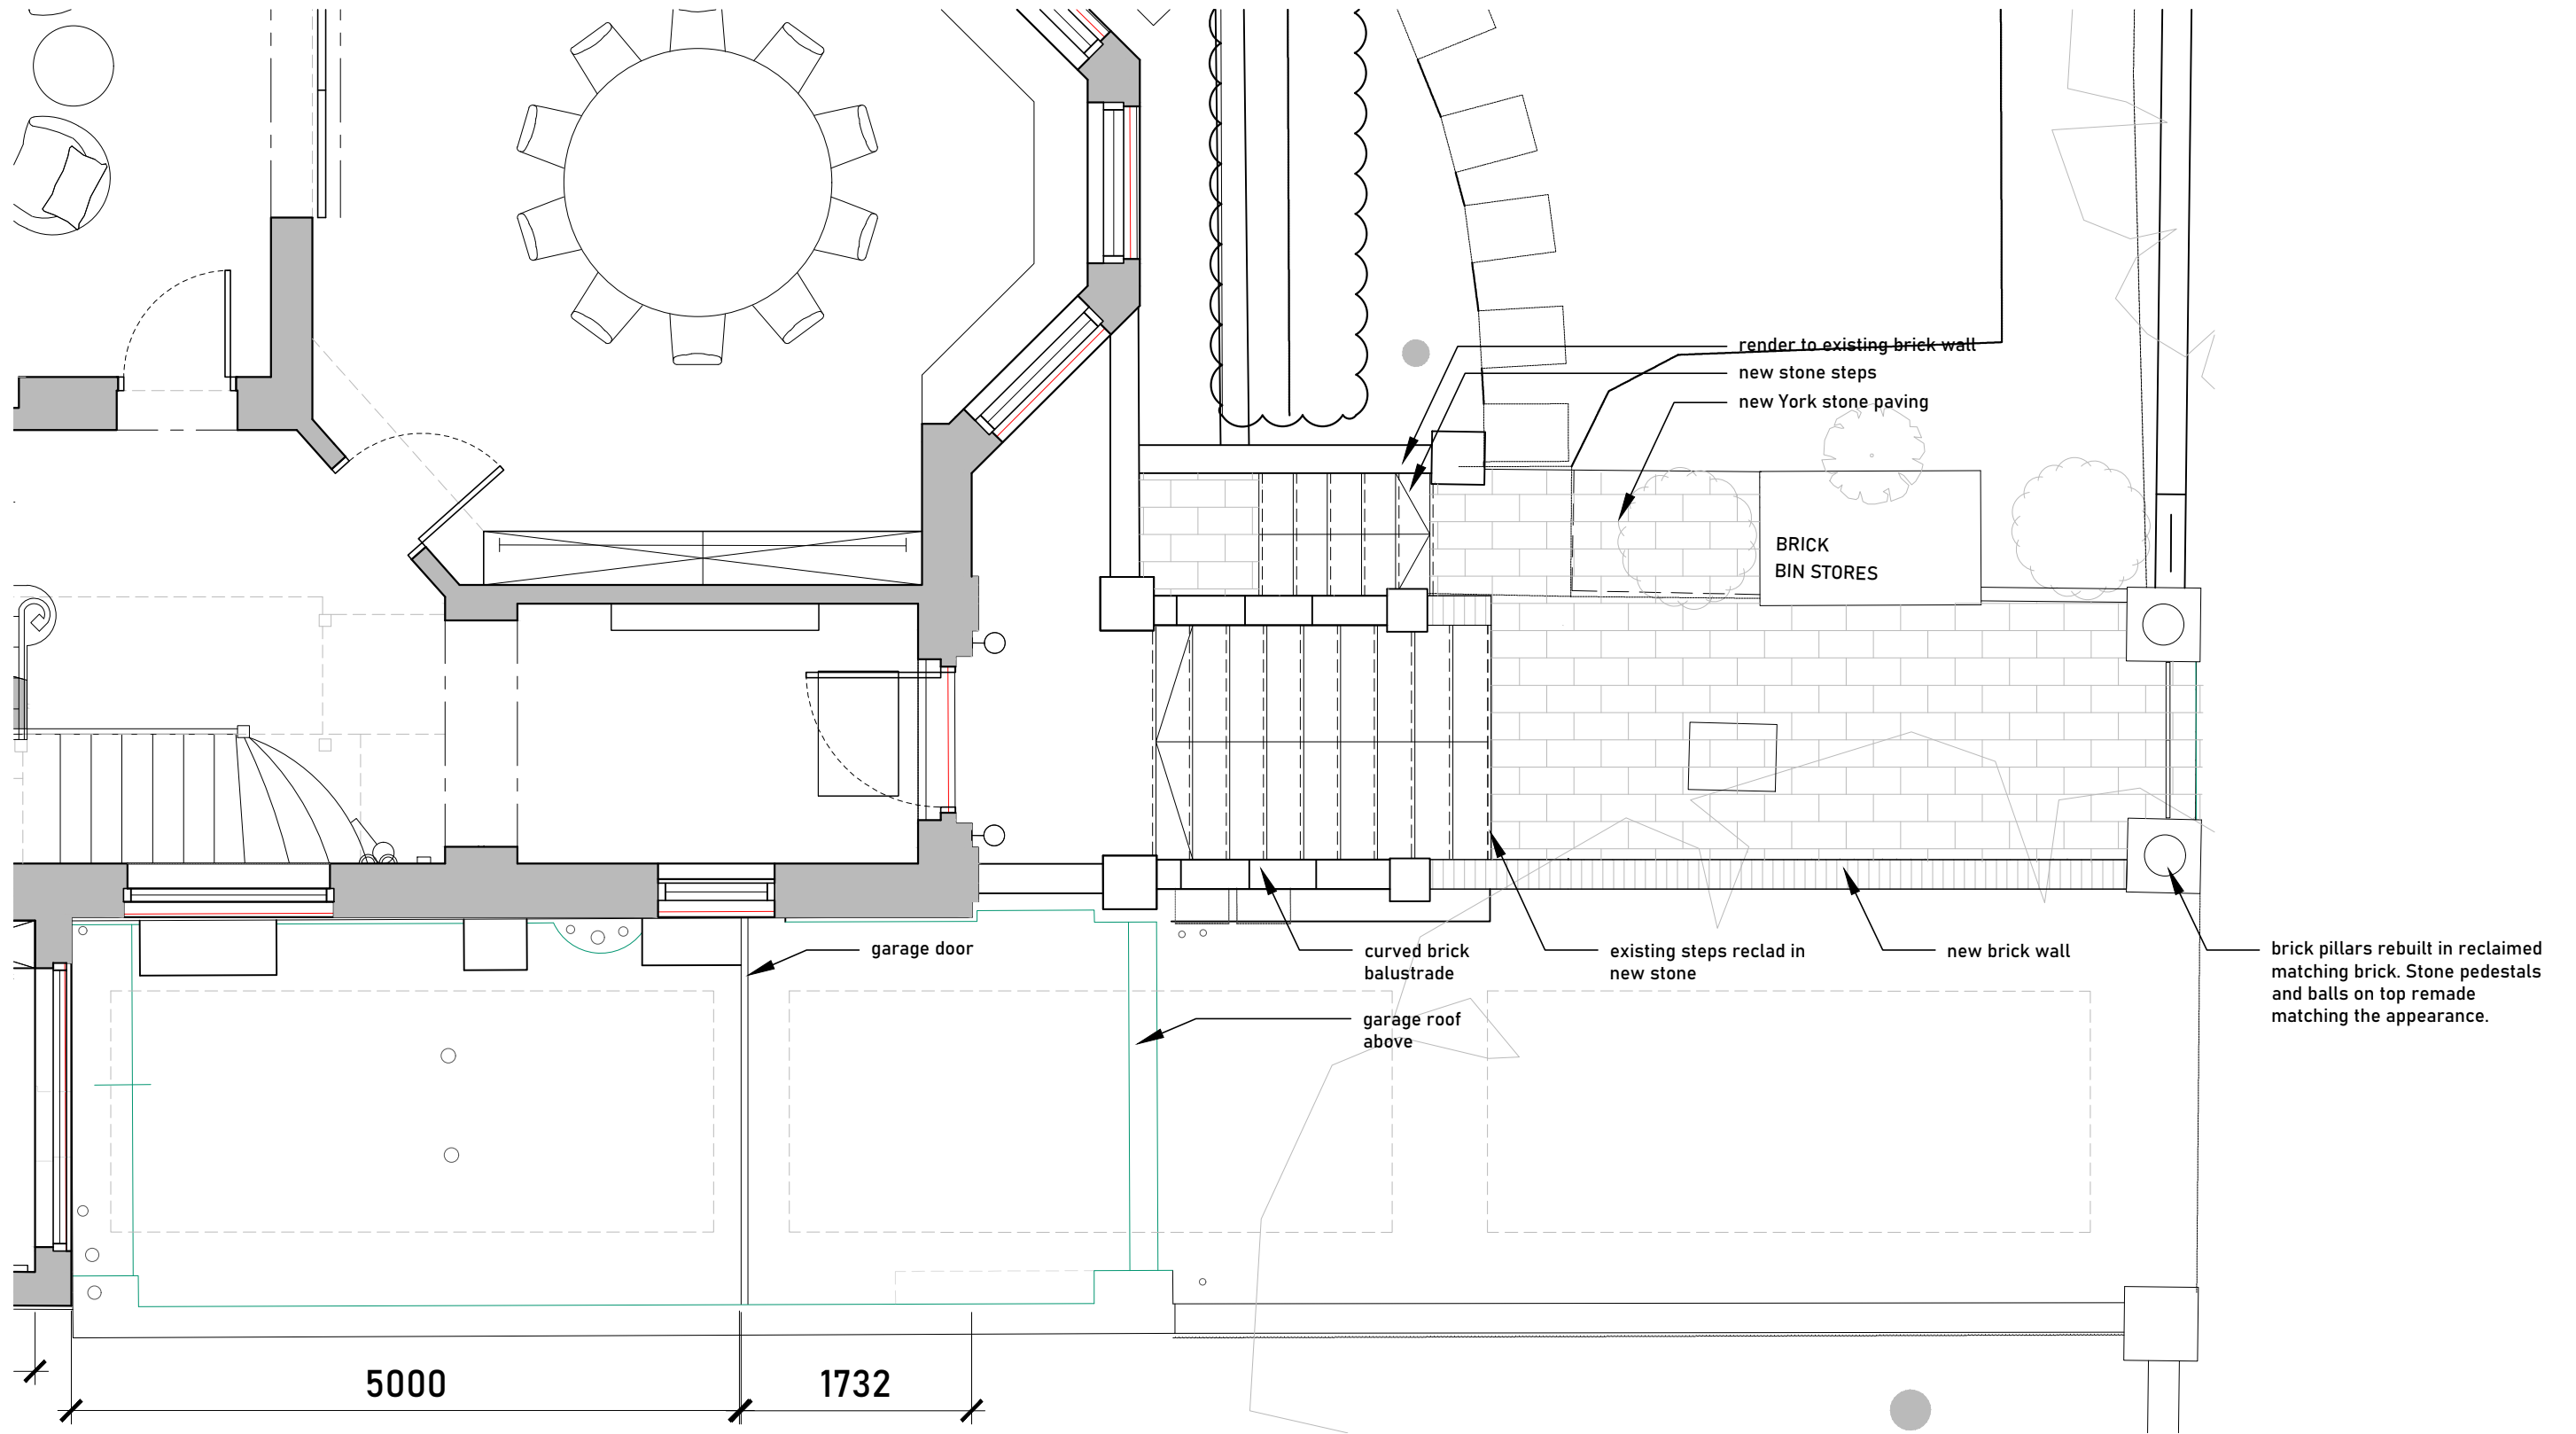 render to existing brick wall
new stone steps
new York stone paving
BRICK
BIN STORES
garage door
curved brick
balustrade
existing steps reclad in
new stone
new brick wall
brick pillars rebuilt in reclaimed
matching brick. Stone pedestals
and balls on top remade
matching the appearance.
garage roof
above
5000
1732